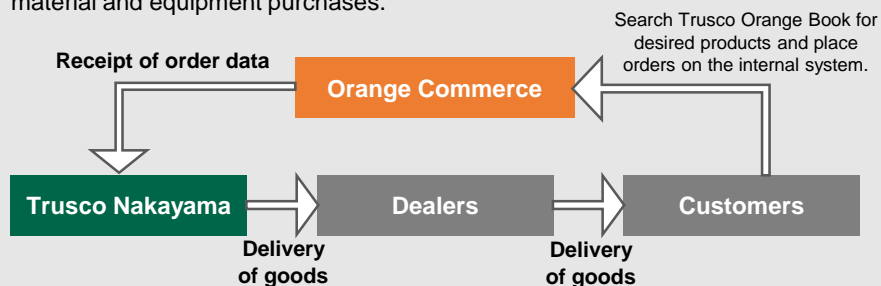 material and equipment purchases.
Search Trusco Orange Book for
desired products and place
orders on the internal system.
Receipt of order data
Orange Commerce
Trusco Nakayama
Dealers
Customers
Delivery
of goods
Delivery
of goods